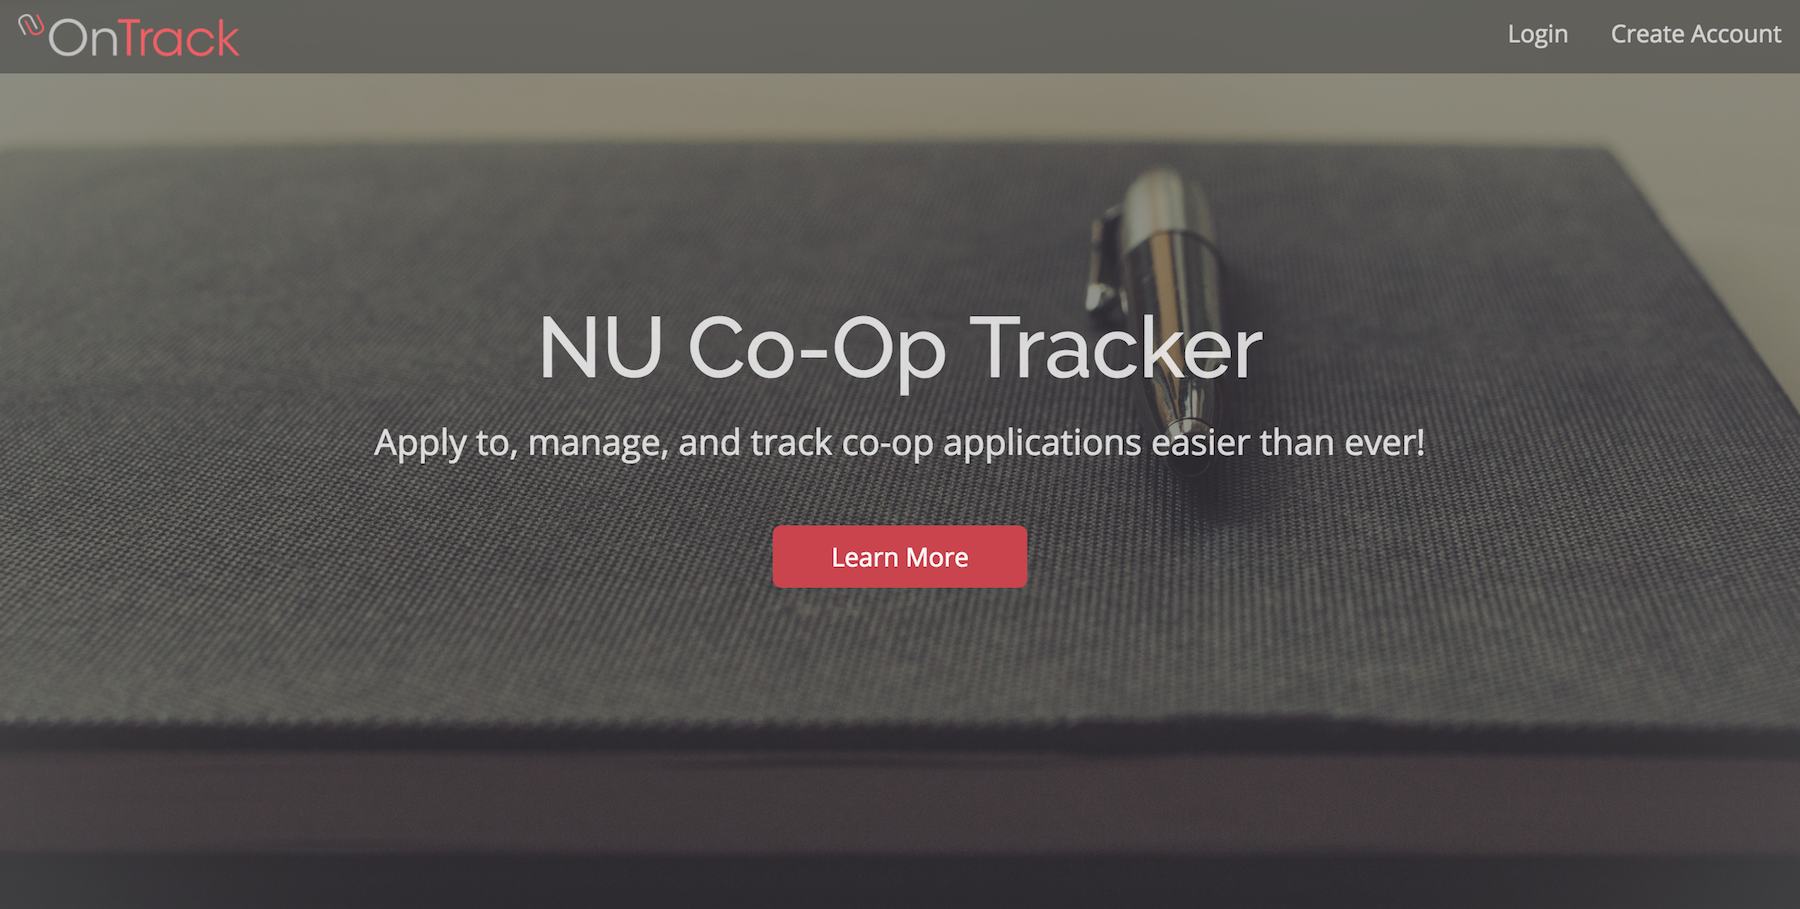 OnTrack
Login
Create Account
NU Co-Op Tracker
Apply to, manage, and track co-op applications easier than ever!
Learn More